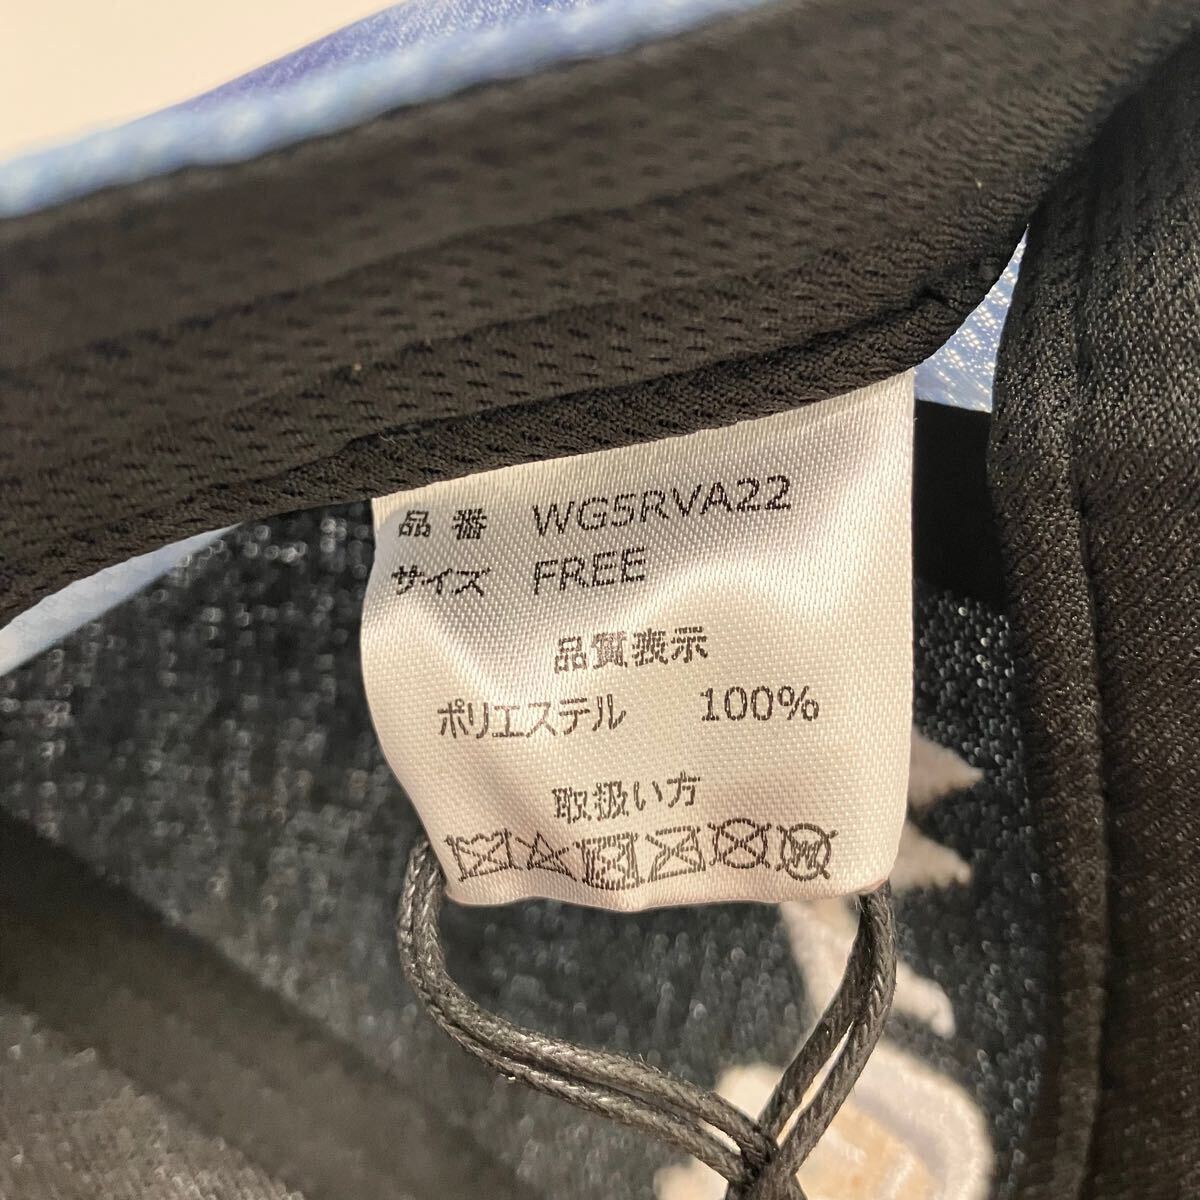 品番 WG5RVA22
サイズ FREE
品質表示
ポリエステル 100%
取扱い方
W